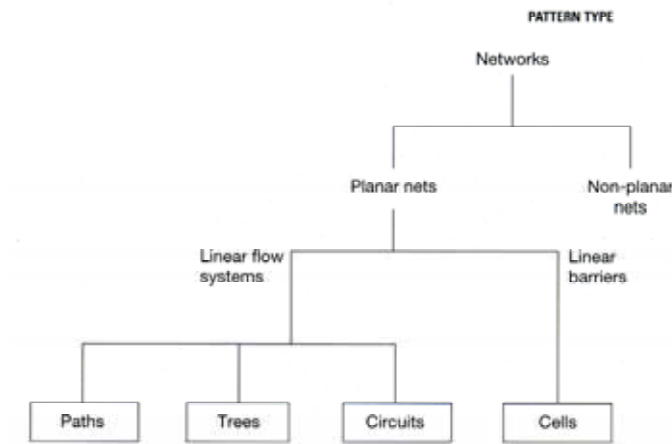 PATTERN TYPE
Networks
Planar nets
Non-planar
nets
Linear flow
systems
Linear
barriers
Paths
Trees
Circuits
Cells